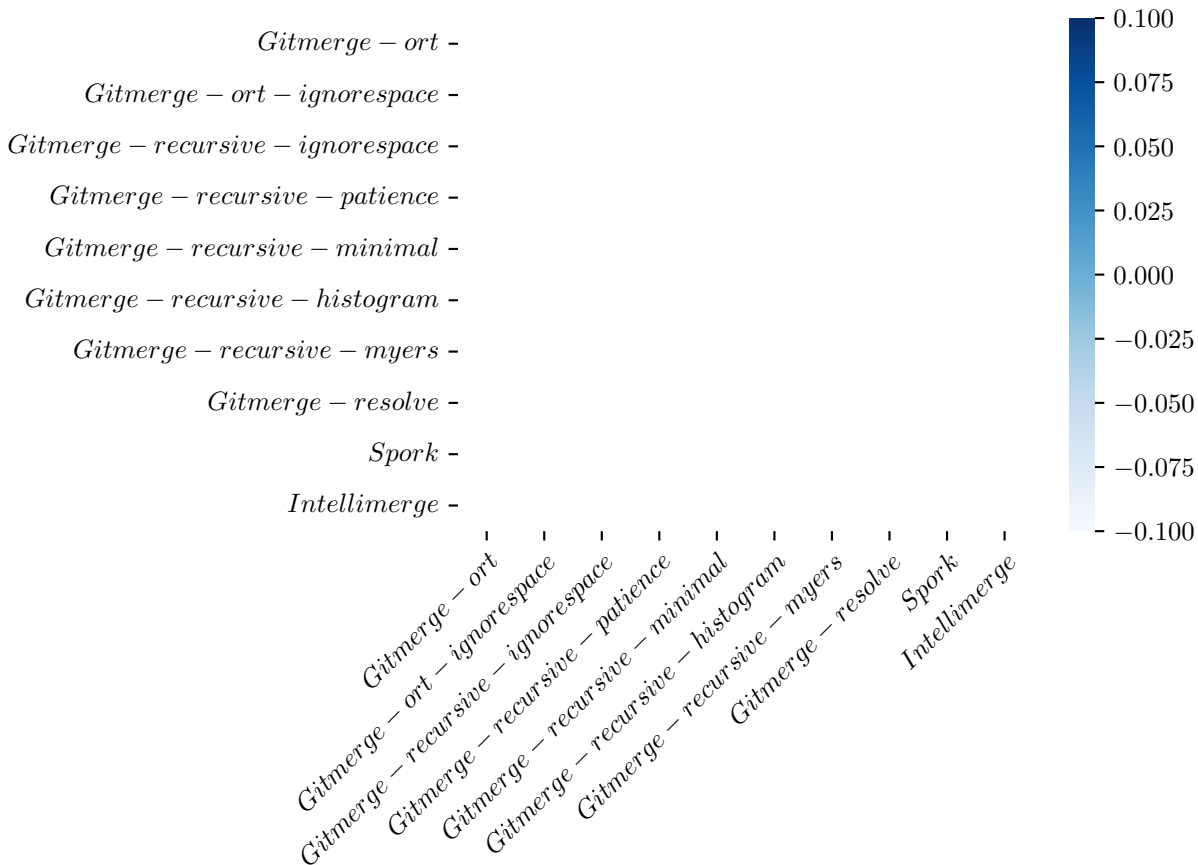 Gitmerge − ort
Gitmerge − ort − ignorespace
Gitmerge − recursive − ignorespace
Gitmerge − recursive − patience
Gitmerge − recursive − minimal
Gitmerge − recursive − histogram
Gitmerge − recursive − myers
Gitmerge − resolve
Spork
Intellimerge
Gitmerge − ort
Gitmerge − ort − ignorespace
Gitmerge − recursive − ignorespace
Gitmerge − recursive − patience
Gitmerge − recursive − minimal
Gitmerge − recursive − histogram
Gitmerge − recursive − myers
Gitmerge − resolve
Spork
Intellimerge
0.100
0.075
0.050
0.025
0.000
−0.025
−0.050
−0.075
−0.100